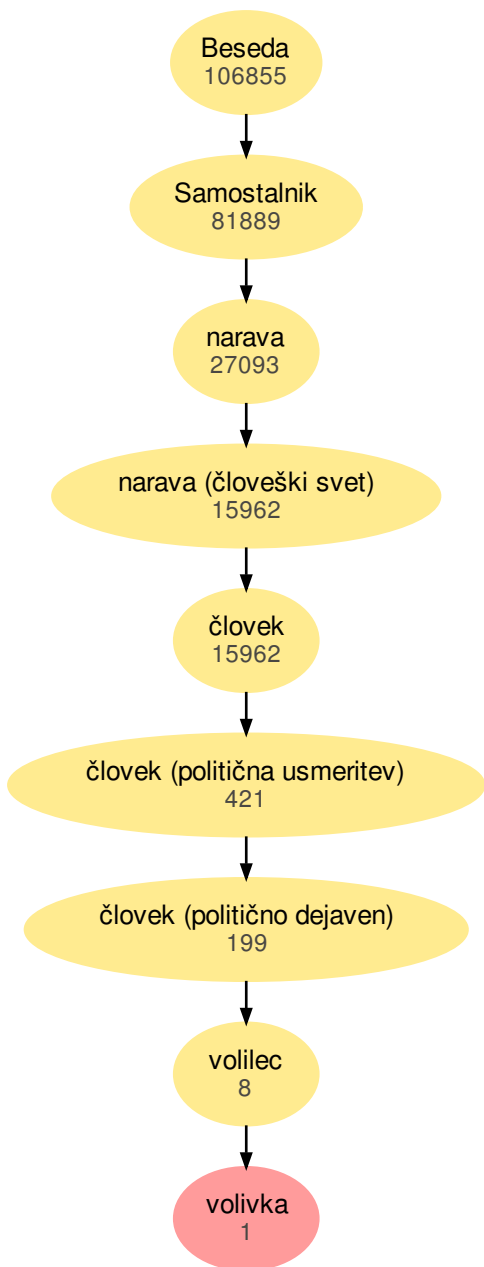 Beseda
106855
Samostalnik
81889
narava
27093
narava (človeški svet)
15962
človek
15962
človek (politična usmeritev)
421
človek (politično dejaven)
199
volilec
8
volivka
1